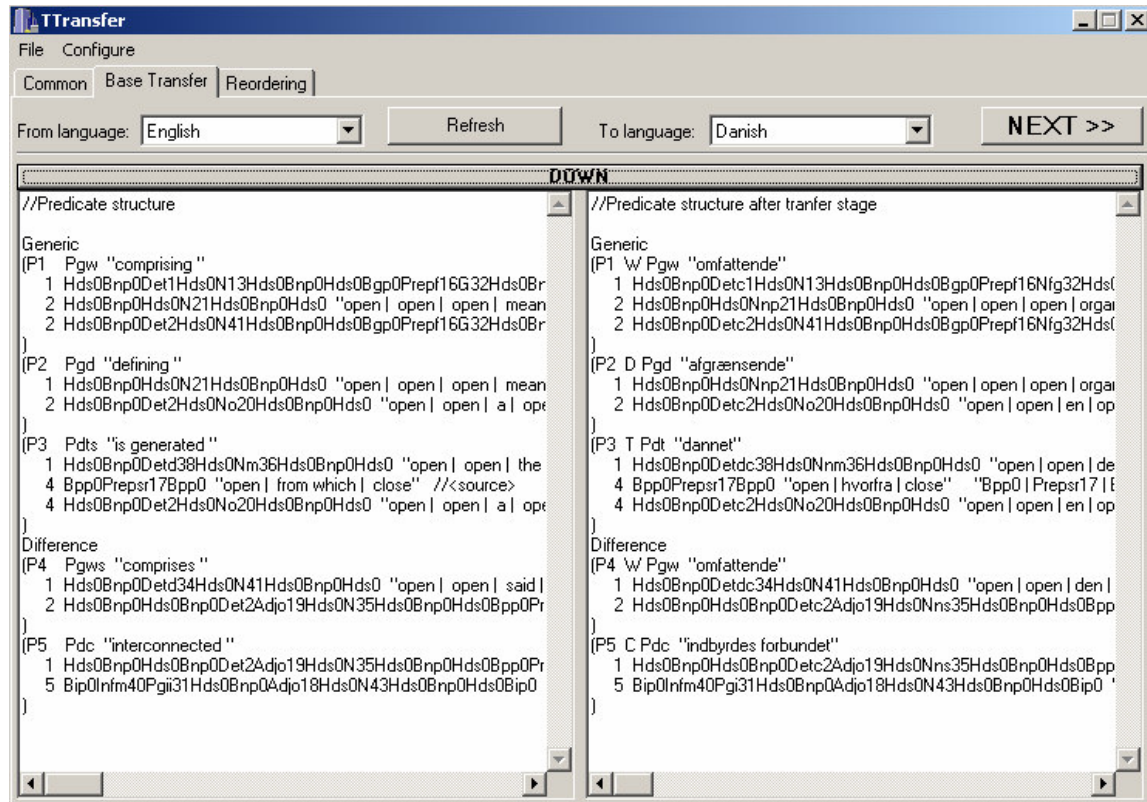 TTransfer
File Configure
Common Base Transfer Reordering
From language: English Refresh To language: Danish NEXT >>
DOWN
//Predicate structure
Generic
(P1 Pgw "comprising "
1 Hds0Bnp0Det1Hds0N13Hds0Bnp0Hds0Bgp0Prepf16G32Hds0Br
2 Hds0Bnp0Hds0N21Hds0Bnp0Hds0 "open | open | open | mean
2 Hds0Bnp0Det2Hds0N41Hds0Bnp0Hds0Bgp0Prepf16G32Hds0Br
)
(P2 Pgd "defining "
1 Hds0Bnp0Hds0N21Hds0Bnp0Hds0 "open | open | open | mean
2 Hds0Bnp0Det2Hds0No20Hds0Bnp0Hds0 "open | open | a | ope
)
(P3 Pdts "is generated "
1 Hds0Bnp0Detd38Hds0Nm36Hds0Bnp0Hds0 "open | open | the
4 Bpp0Prepsr17Bpp0 "open | from which | close" //<source>
4 Hds0Bnp0Det2Hds0No20Hds0Bnp0Hds0 "open | open | a | ope
)
Difference
(P4 Pgws "comprises "
1 Hds0Bnp0Detd34Hds0N41Hds0Bnp0Hds0 "open | open | said |
2 Hds0Bnp0Hds0Bnp0Det2Adjo19Hds0N35Hds0Bnp0Hds0Bpp0Pr
)
(P5 Pdc "interconnected "
1 Hds0Bnp0Hds0Bnp0Det2Adjo19Hds0N35Hds0Bnp0Hds0Bpp0Pr
5 Bip0Infm40Pgii31Hds0Bnp0Adjo18Hds0N43Hds0Bnp0Hds0Bip0
)
//Predicate structure after tranfer stage
Generic
(P1 W Pgw "omfattende"
1 Hds0Bnp0Detc1Hds0N13Hds0Bnp0Hds0Bgp0Prepf16Nfg32Hds(
2 Hds0Bnp0Hds0Nnp21Hds0Bnp0Hds0 "open | open | open | orgar
2 Hds0Bnp0Detc2Hds0N41Hds0Bnp0Hds0Bgp0Prepf16Nfg32Hds(
)
(P2 D Pgd "afgrænsende"
1 Hds0Bnp0Hds0Nnp21Hds0Bnp0Hds0 "open | open | open | orgar
2 Hds0Bnp0Detc2Hds0No20Hds0Bnp0Hds0 "open | open | en | op
)
(P3 T Pdt "dannet"
1 Hds0Bnp0Detdc38Hds0Nnm36Hds0Bnp0Hds0 "open | open | de
4 Bpp0Prepsr17Bpp0 "open | hvorfra | close" "Bpp0 | Prepsr17 | E
4 Hds0Bnp0Detc2Hds0No20Hds0Bnp0Hds0 "open | open | en | op
)
Difference
(P4 W Pgw "omfattende"
1 Hds0Bnp0Detdc34Hds0N41Hds0Bnp0Hds0 "open | open | den |
2 Hds0Bnp0Hds0Bnp0Detc2Adjo19Hds0Nns35Hds0Bnp0Hds0Bpp
)
(P5 C Pdc "indbyrdes forbundet"
1 Hds0Bnp0Hds0Bnp0Detc2Adjo19Hds0Nns35Hds0Bnp0Hds0Bpp
5 Bip0Infm40Pgi31Hds0Bnp0Adjo18Hds0N43Hds0Bnp0Hds0Bip0 "
)